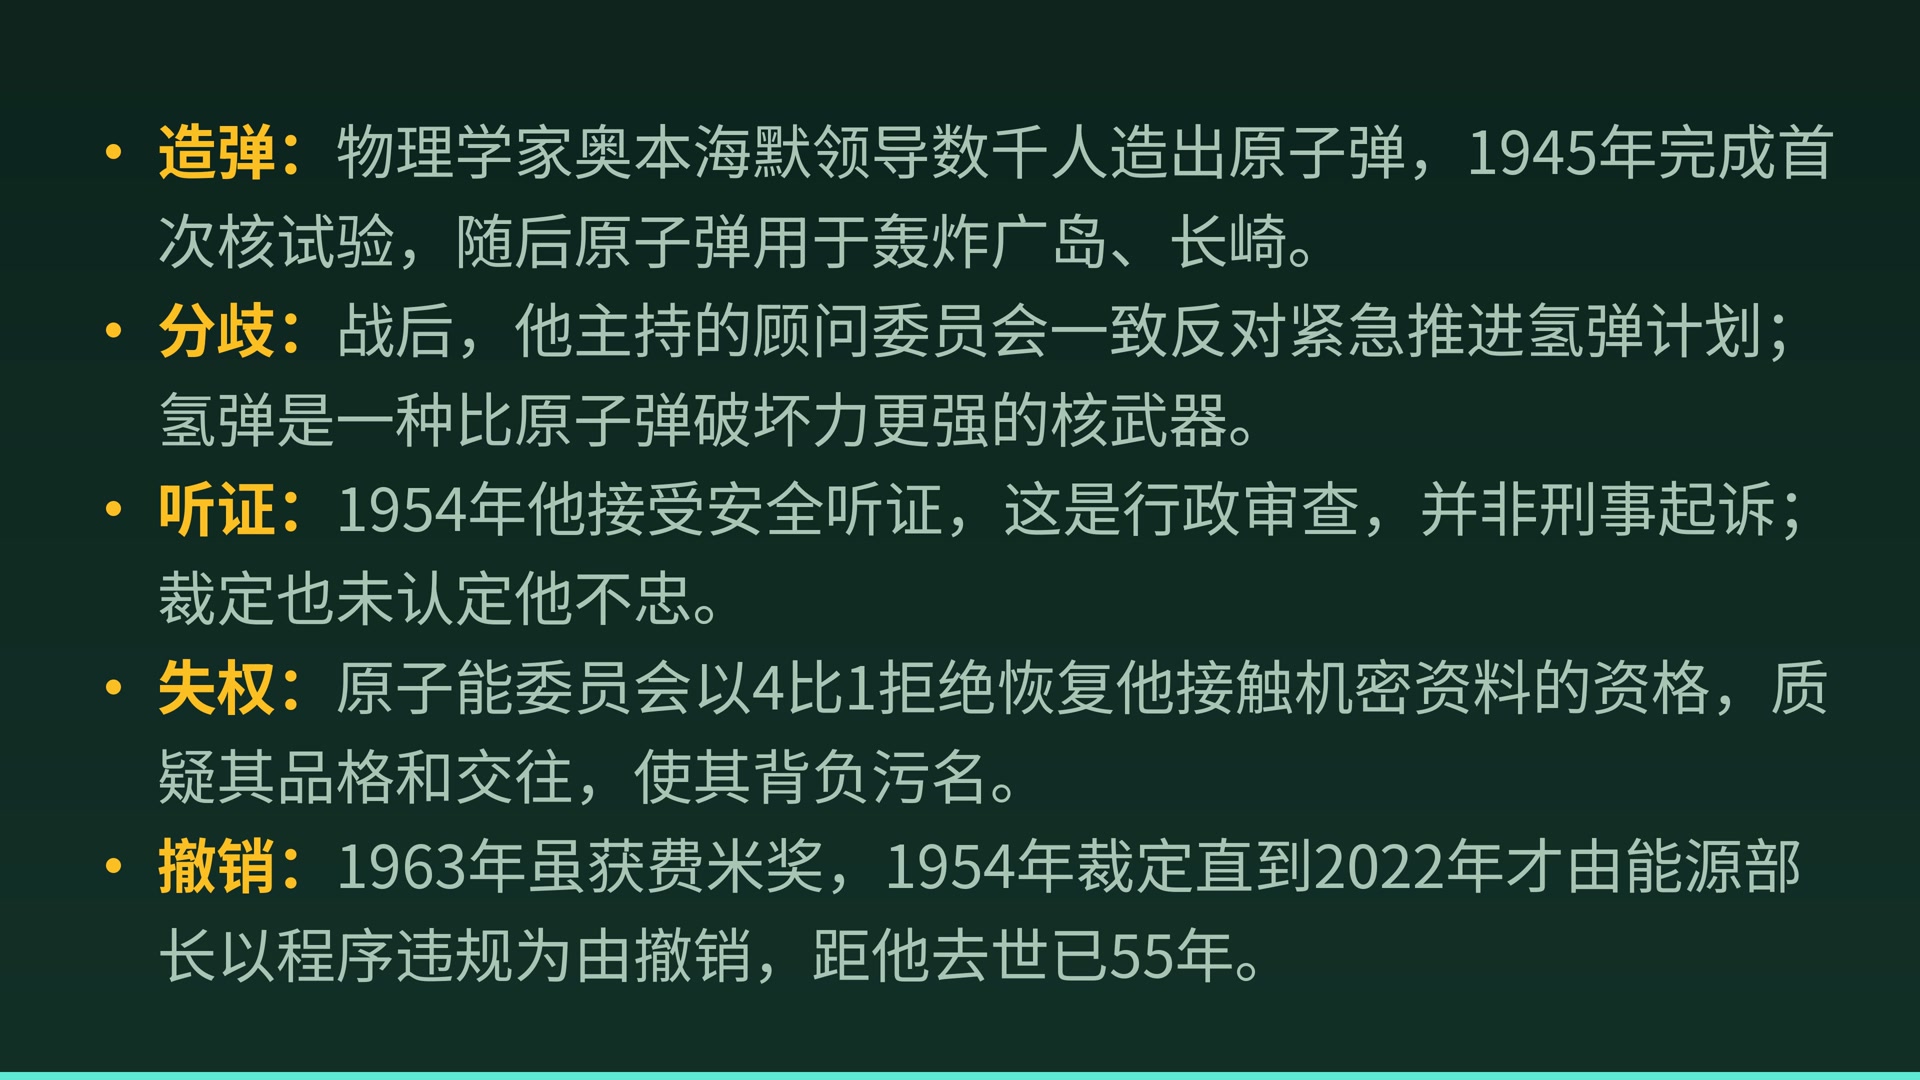 • 造弹：物理学家奥本海默领导数千人造出原子弹，1945年完成首
次核试验，随后原子弹用于轰炸广岛、长崎。
• 分歧：战后，他主持的顾问委员会一致反对紧急推进氢弹计划；
氢弹是一种比原子弹破坏力更强的核武器。
• 听证：1954年他接受安全听证，这是行政审查，并非刑事起诉；
裁定也未认定他不忠。
• 失权：原子能委员会以4比1拒绝恢复他接触机密资料的资格，质
疑其品格和交往，使其背负污名。
• 撤销：1963年虽获费米奖，1954年裁定直到2022年才由能源部
长以程序违规为由撤销，距他去世已55年。